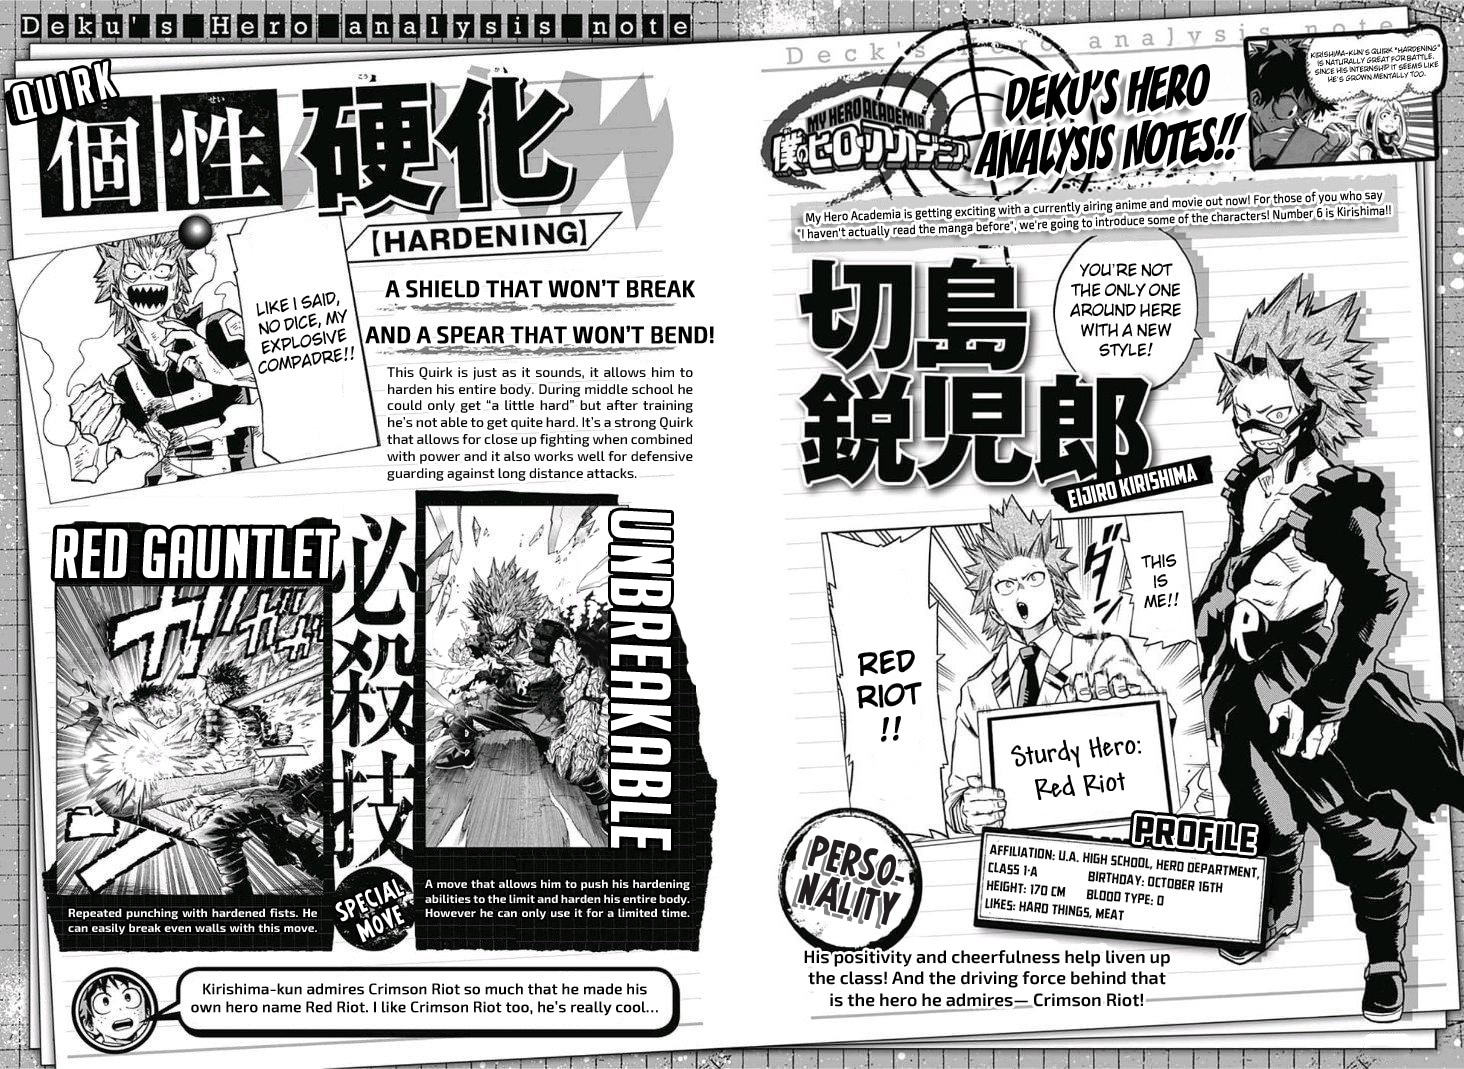 Deku's Hero analysis note
QUIRK
個性
こ
せい
硬化
[HARDENING]
LIKE I SAID,
NO DICE, MY
EXPLOSIVE
COMPADRE!!
A SHIELD THAT WON'T BREAK
AND A SPEAR THAT WON'T BEND!
This Quirk is just as it sounds, it allows him to
harden his entire body. During middle school he
could only get “a little hard” but after training
he's not able to get quite hard. It's a strong Quirk
that allows for close up fighting when combined
with power and it also works well for defensive
guarding against long distance attacks.
RED GAUNTLET
Repeated punching with hardened fists. He
can easily break even walls with this move.
必殺技
SPECIAL
MOVE
UNBREAKABLE
A move that allows him to push his hardening
abilities to the limit and harden his entire body.
However he can only use it for a limited time.
Kirishima-kun admires Crimson Riot so much that he made his
own hero name Red Riot. I like Crimson Riot too, he's really cool...
Deck's Hero analysis note
MY HERO ACADEMIA
僕のヒーローアカデミア
DEKU'S HERO
ANALYSIS NOTES!!
KIRISHIMA-KUN'S QUIRK "HARDENING"
IS NATURALLY GREAT FOR BATTLE.
SINCE HIS INTERNSHIP IT SEEMS LIKE
HE'S GROWN MENTALLY TOO.
My Hero Academia is getting exciting with a currently airing anime and movie out now! For those of you who say
"I haven't actually read the manga before", we're going to introduce some of the characters! Number 6 is Kirishima!!
切島
鋭児郎
EIJIRO KIRISHIMA
YOU'RE NOT
THE ONLY ONE
AROUND HERE
WITH A NEW
STYLE!
THIS
IS
ME!!
RED
RIOT
!!
Sturdy Hero:
Red Riot
R
PERSO-
NALITY
His positivity and cheerfulness help liven up
the class! And the driving force behind that
is the hero he admires— Crimson Riot!
PROFILE
AFFILIATION: U.A. HIGH SCHOOL, HERO DEPARTMENT,
CLASS 1-A BIRTHDAY: OCTOBER 16TH
HEIGHT: 170 CM BLOOD TYPE: O
LIKES: HARD THINGS, MEAT